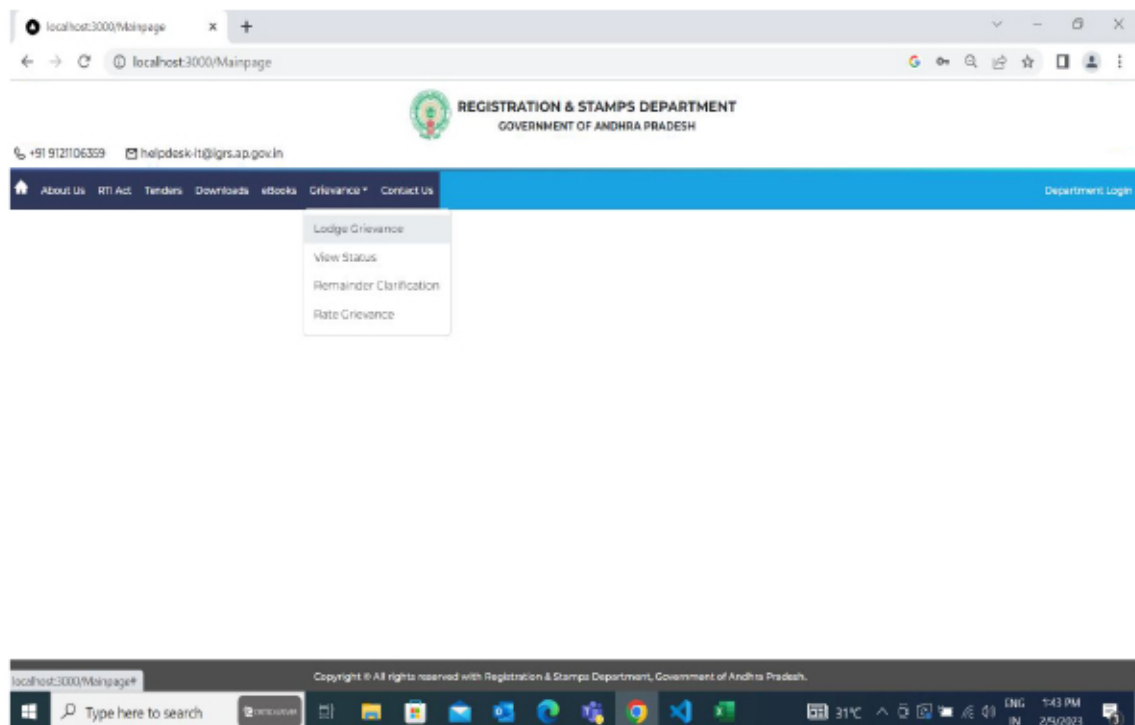 localhost:3000/Mainpage
localhost:3000/Mainpage
REGISTRATION & STAMPS DEPARTMENT
GOVERNMENT OF ANDHRA PRADESH
+91 9121106359 helpdesk-it@igrs.ap.gov.in
About Us RTI Act Tenders Downloads eBooks Grievance Contact Us Department Login
Lodge Grievance
View Status
Remainder Clarification
Rate Grievance
Copyright © All rights reserved with Registration & Stamps Department, Government of Andhra Pradesh.
localhost:3000/Mainpage#
Type here to search
31°C ENG 1:43 PM
IN 2/9/2023